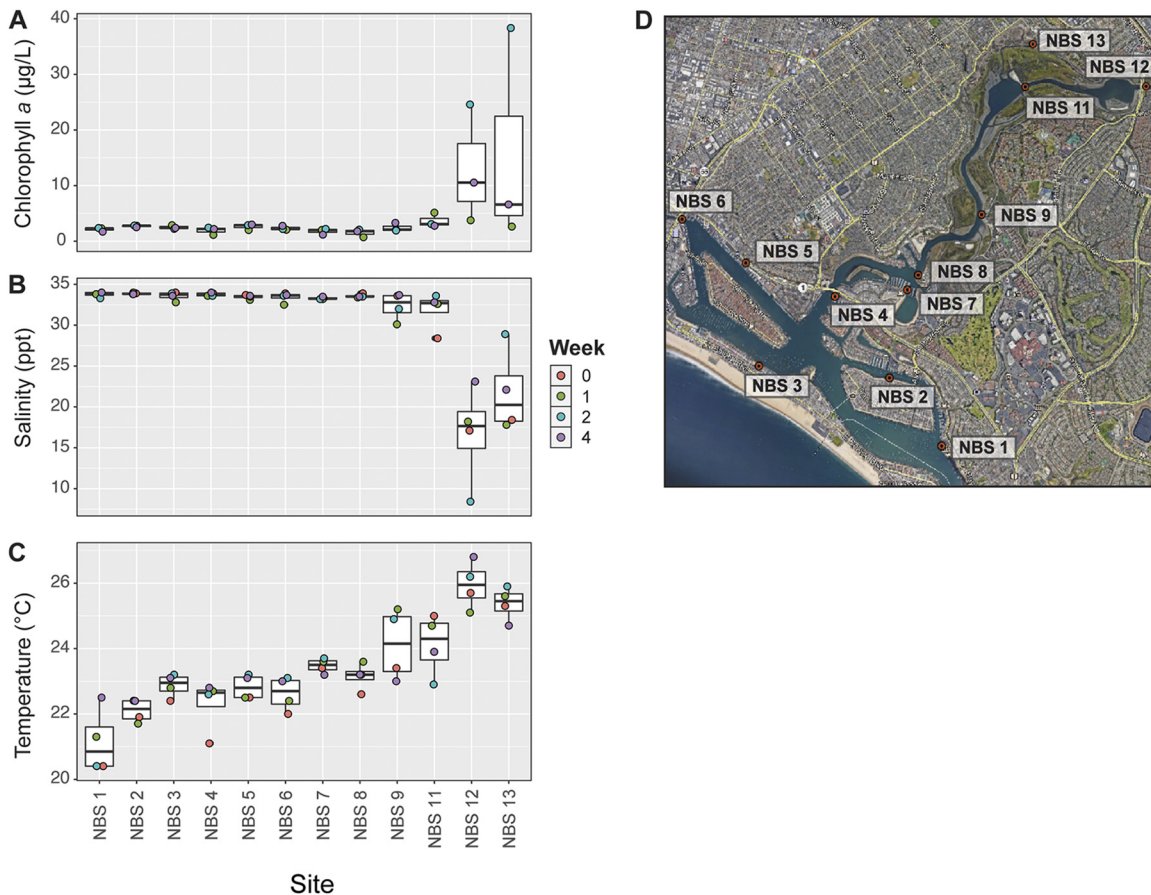 A
Chlorophyll a (µg/L)
40
30
20
10
0
B
Salinity (ppt)
35
30
25
20
15
10
C
Temperature (°C)
26
24
22
20
NBS 1
NBS 2
NBS 3
NBS 4
NBS 5
NBS 6
NBS 7
NBS 8
NBS 9
NBS 11
NBS 12
NBS 13
Site
Week
0
1
2
4
D
NBS 13
NBS 12
NBS 11
NBS 6
NBS 9
NBS 5
NBS 8
NBS 7
NBS 4
NBS 3
NBS 2
NBS 1